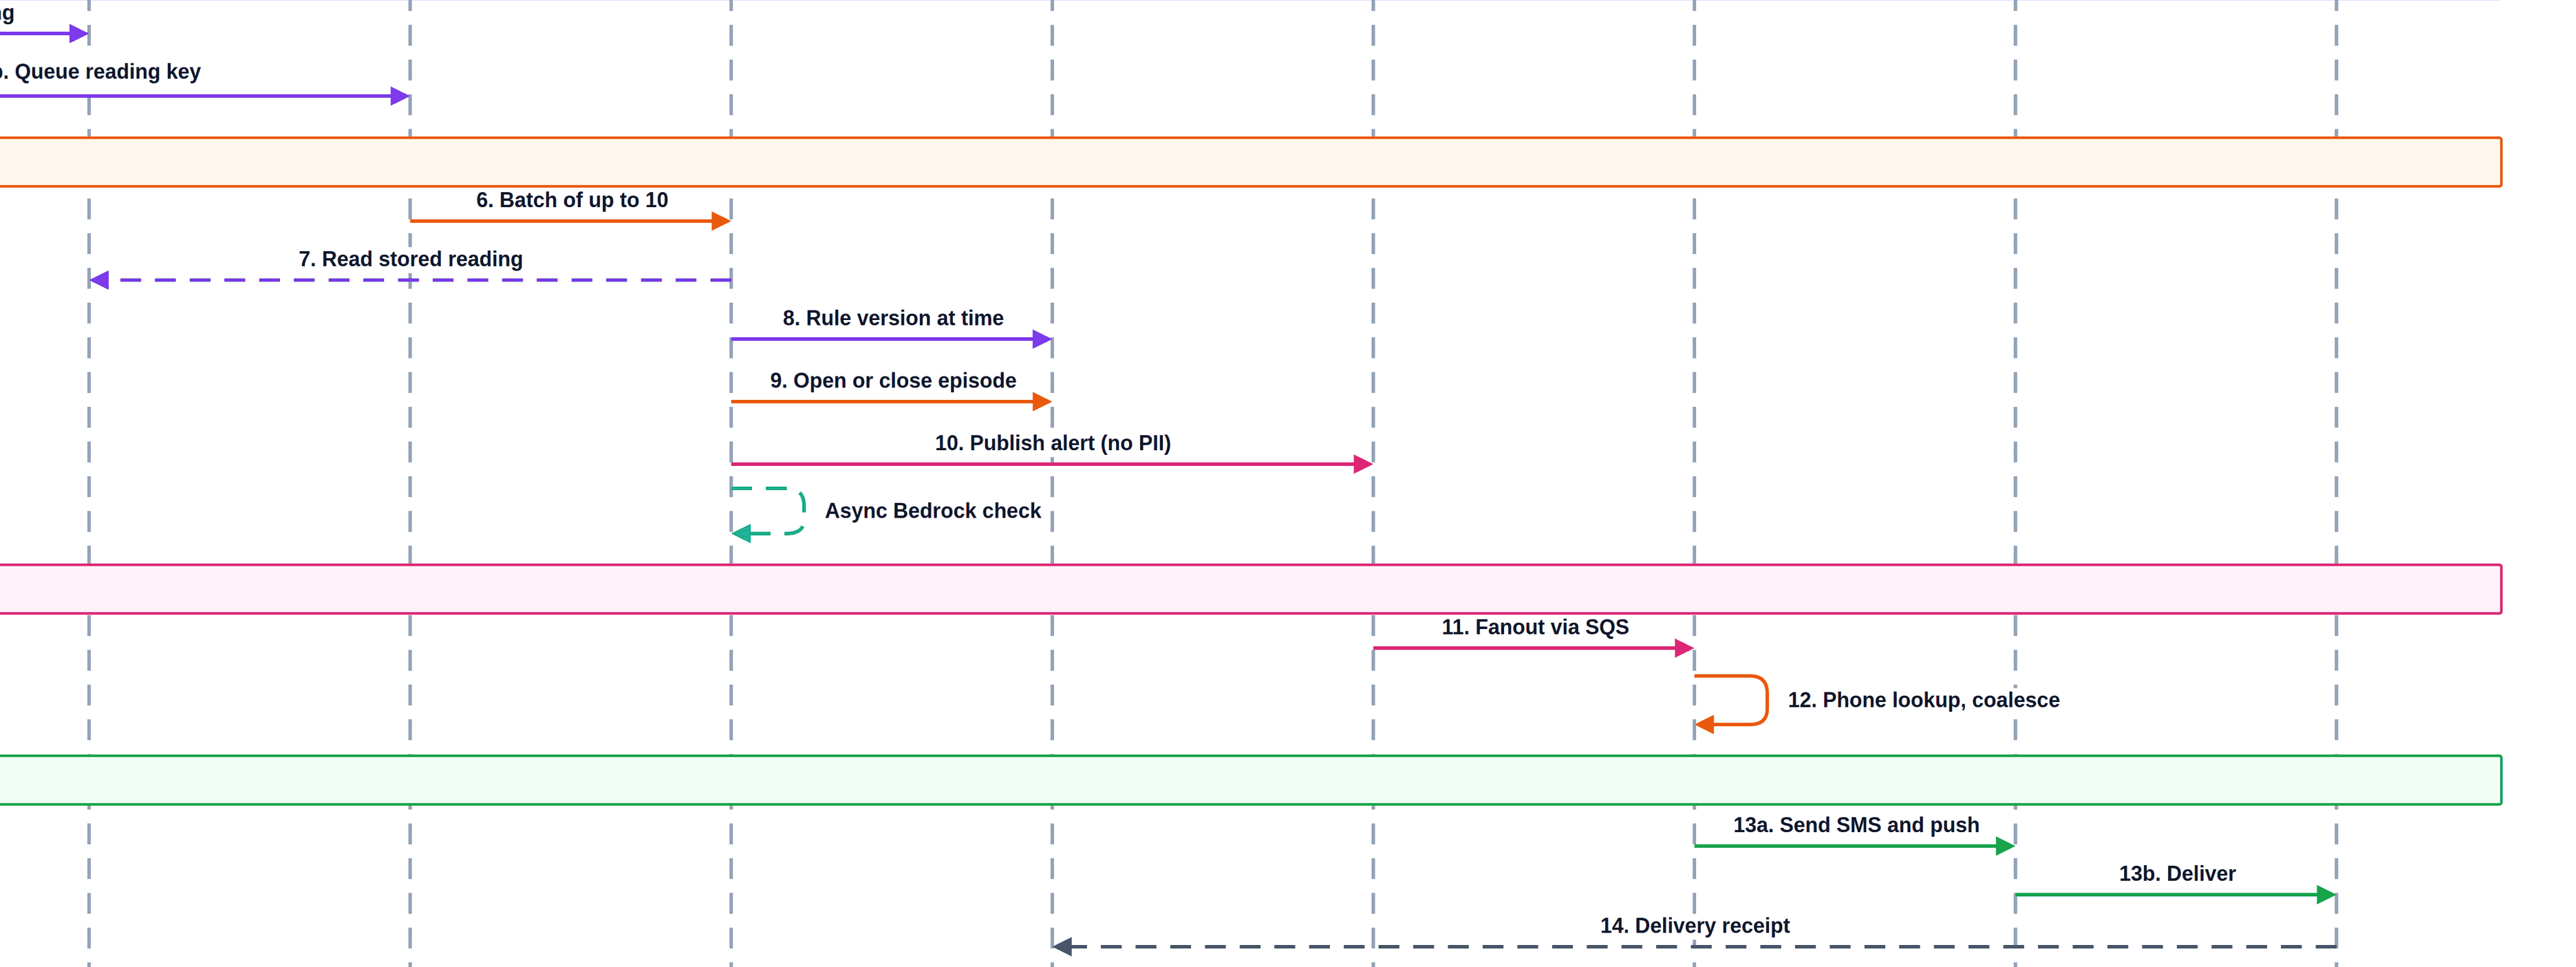 ng
. Queue reading key
6. Batch of up to 10
7. Read stored reading
8. Rule version at time
9. Open or close episode
10. Publish alert (no PII)
Async Bedrock check
11. Fanout via SQS
12. Phone lookup, coalesce
13a. Send SMS and push
13b. Deliver
14. Delivery receipt